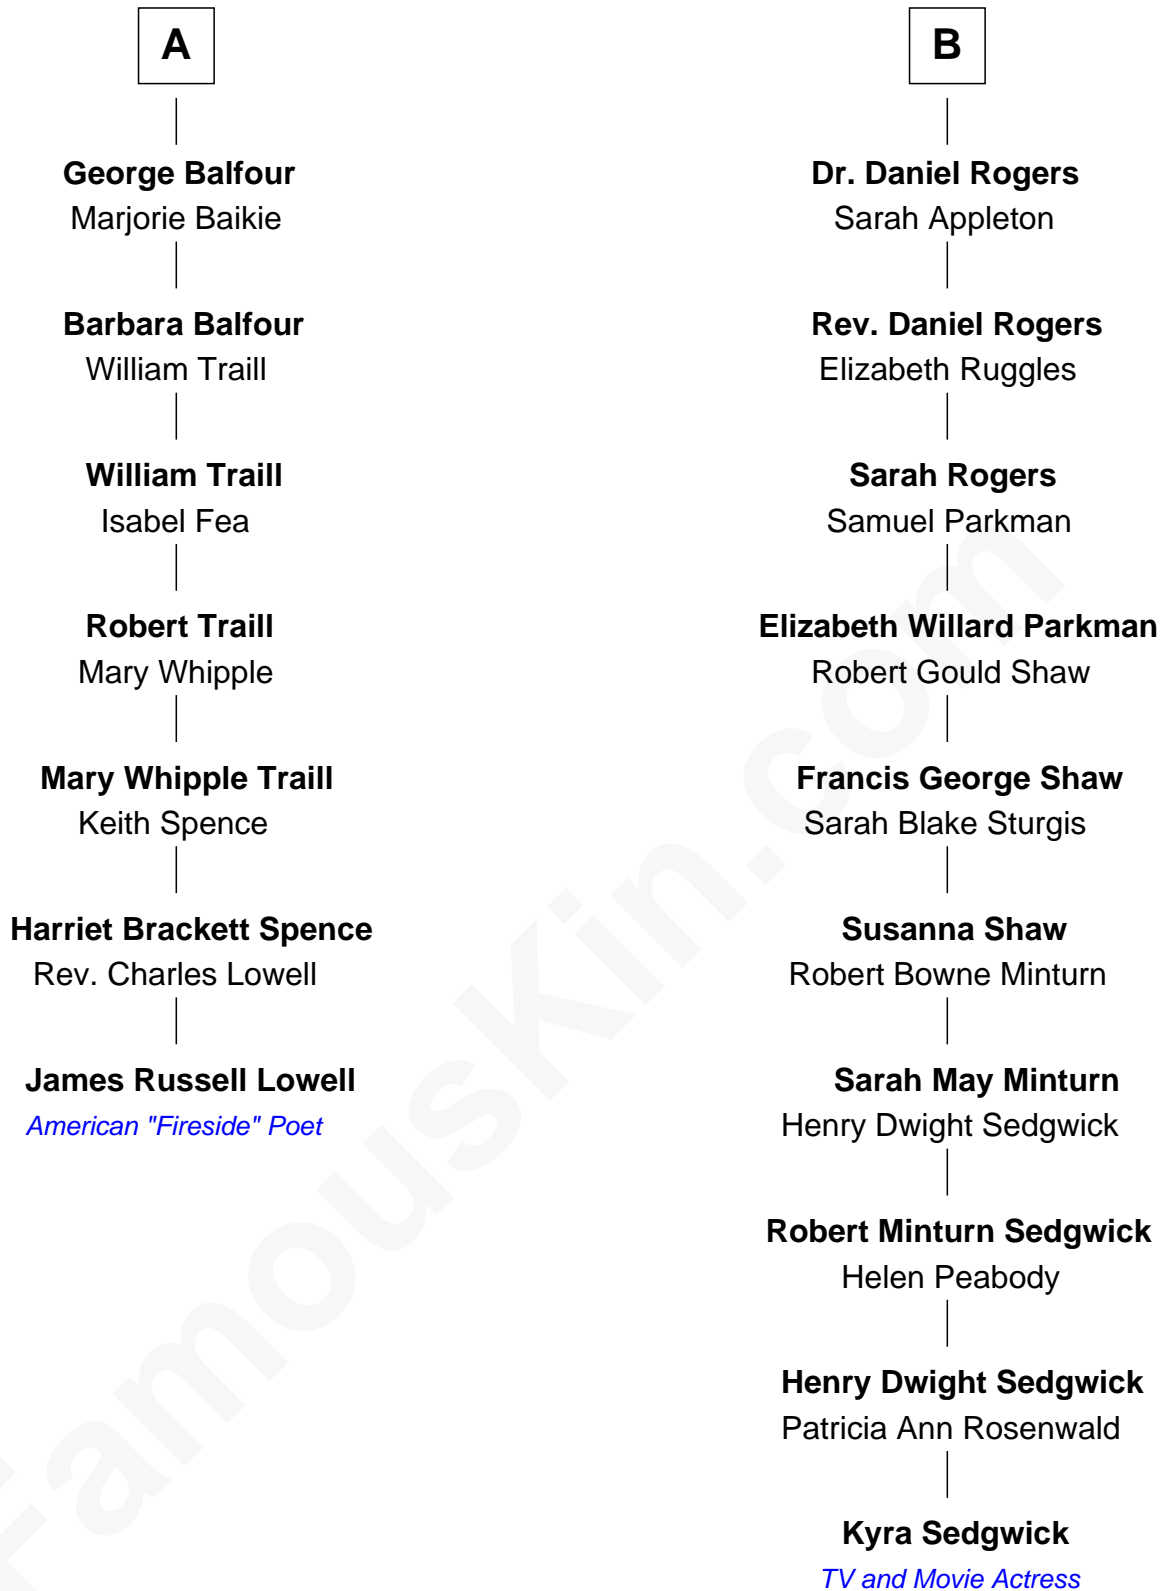 A
George Balfour
Marjorie Baikie
Barbara Balfour
William Traill
William Traill
Isabel Fea
Robert Traill
Mary Whipple
Mary Whipple Traill
Keith Spence
Harriet Brackett Spence
Rev. Charles Lowell
James Russell Lowell
American "Fireside" Poet
B
Dr. Daniel Rogers
Sarah Appleton
Rev. Daniel Rogers
Elizabeth Ruggles
Sarah Rogers
Samuel Parkman
Elizabeth Willard Parkman
Robert Gould Shaw
Francis George Shaw
Sarah Blake Sturgis
Susanna Shaw
Robert Bowne Minturn
Sarah May Minturn
Henry Dwight Sedgwick
Robert Minturn Sedgwick
Helen Peabody
Henry Dwight Sedgwick
Patricia Ann Rosenwald
Kyra Sedgwick
TV and Movie Actress
FamousKin.com